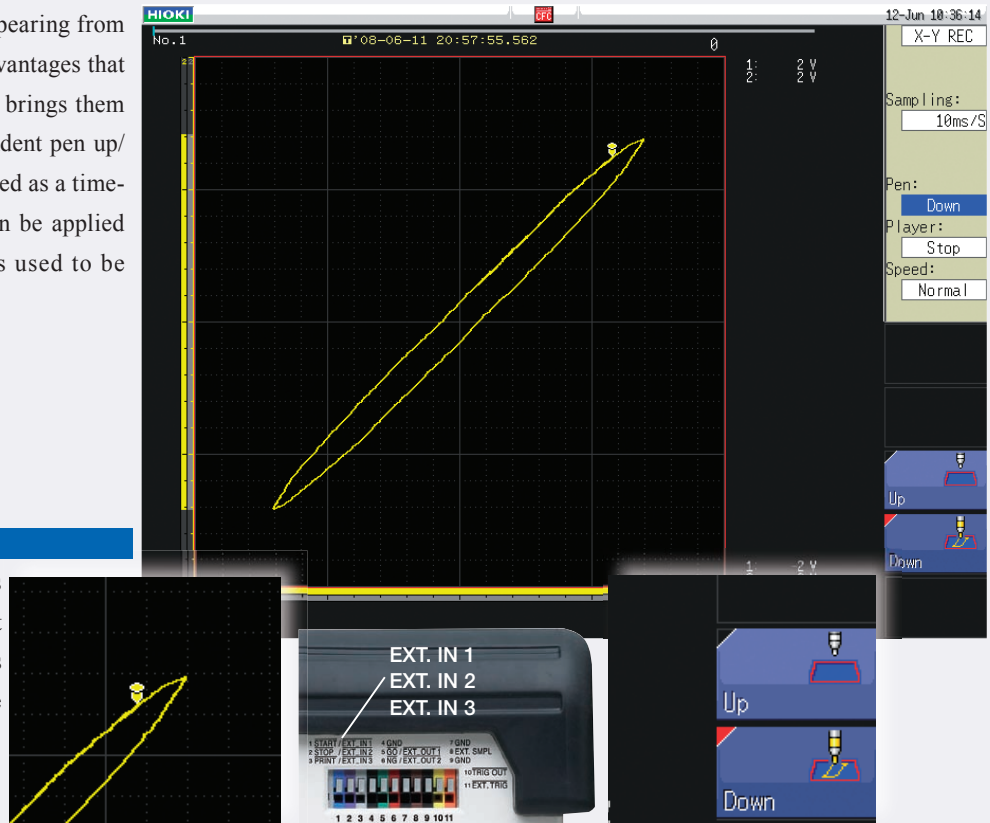 pearing from
vantages that
brings them
dent pen up/
ed as a time-
n be applied
s used to be
HIOKI
CFC
12-Jun 10:36:14
No.1
T'08-06-11 20:57:55.562
0
X-Y REC
1: 2 V
2: 2 V
Sampling:
10ms/S
Pen:
Down
Player:
Stop
Speed:
Normal
Up
Down
1: -2 V
EXT. IN 1
EXT. IN 2
EXT. IN 3
1 START / EXT. IN1 4 GND 7 GND
2 STOP / EXT. IN2 5 GO / EXT. OUT1 8 EXT. SMPL
3 PRINT / EXT. IN3 6 NG / EXT. OUT2 9 GND
10 TRIG OUT
11 EXT. TRIG
1 2 3 4 5 6 7 8 9 10 11
Up
Down